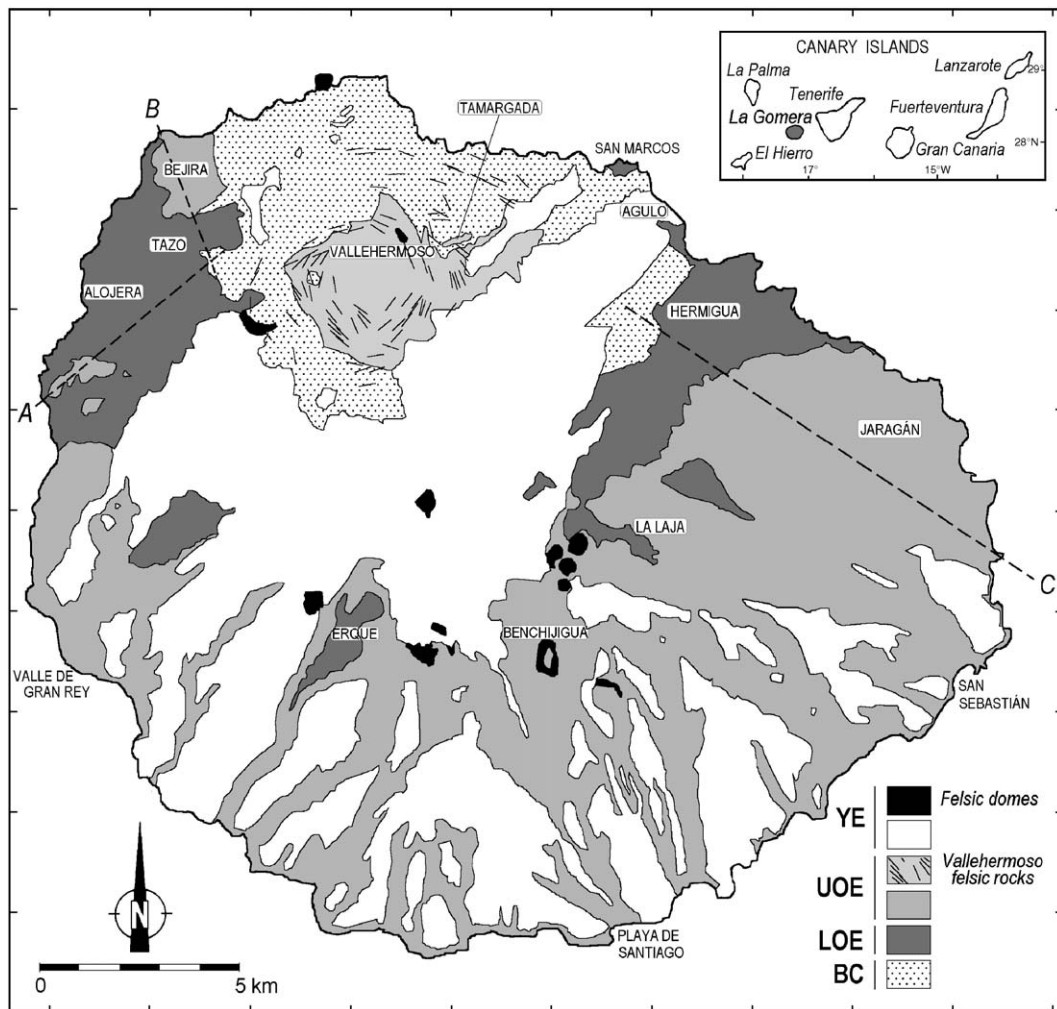 CANARY ISLANDS
La Palma
Lanzarote
29°
Tenerife
Fuerteventura
La Gomera
El Hierro
Gran Canaria
28°N
17°
15°W
B
TAMARGADA
SAN MARCOS
BEJIRA
AGULO
TAZO
VALLEHERMOSO
ALOJERA
HERMIGUA
A
JARAGÁN
LA LAJA
C
ERQUE
BENCHIJIGUA
VALLE DE
GRAN REY
SAN
SEBASTIÁN
PLAYA DE
SANTIAGO
YE
Felsic domes
UOE
Vallehermoso
felsic rocks
LOE
BC
N
0
5 km